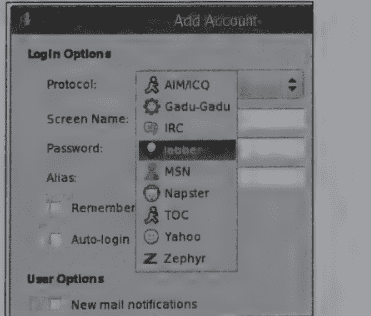 Add Account
Login Options
Protocol:
AIM/ICQ
Gadu-Gadu
Screen Name:
IRC
Jabber
Password:
MSN
Alias:
Napster
Remember
TOC
Auto-login
Yahoo
Zephyr
User Options
New mail notifications